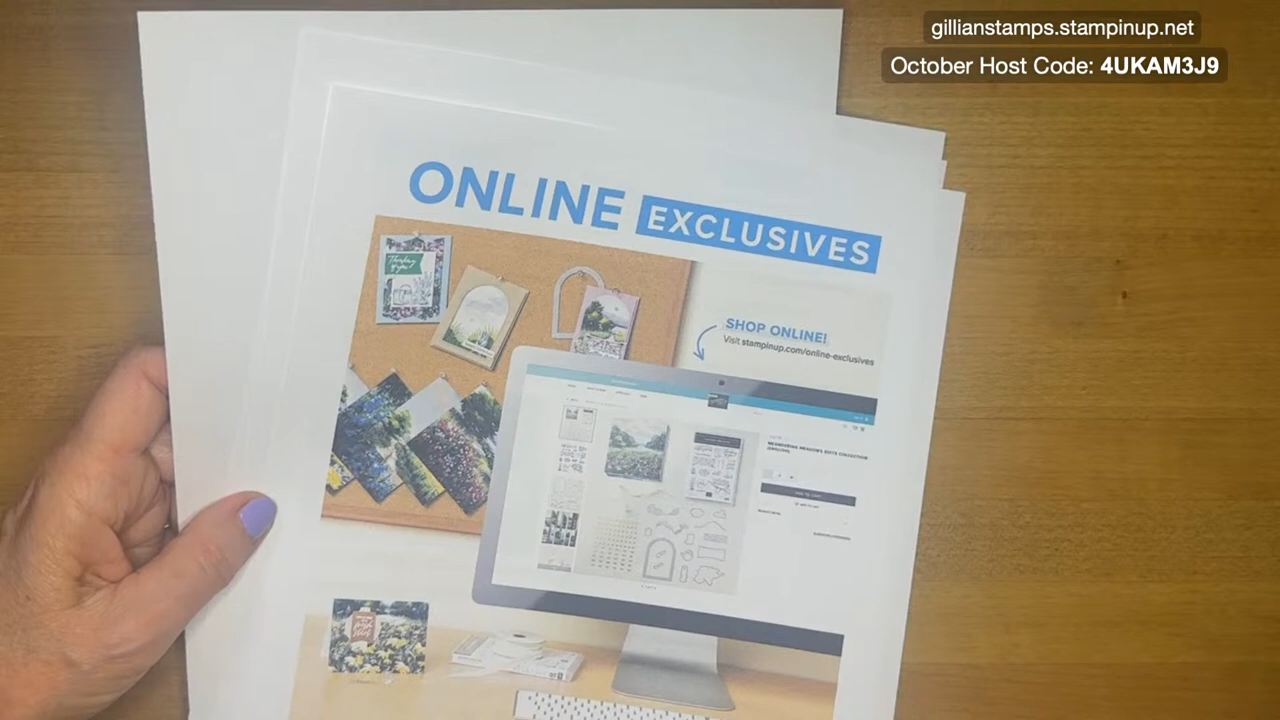 gillianstamps.stampinup.net
October Host Code: 4UKAM3J9
ONLINE EXCLUSIVES
Thinking of you!
SHOP ONLINE!
Visit stampinup.com/online-exclusives